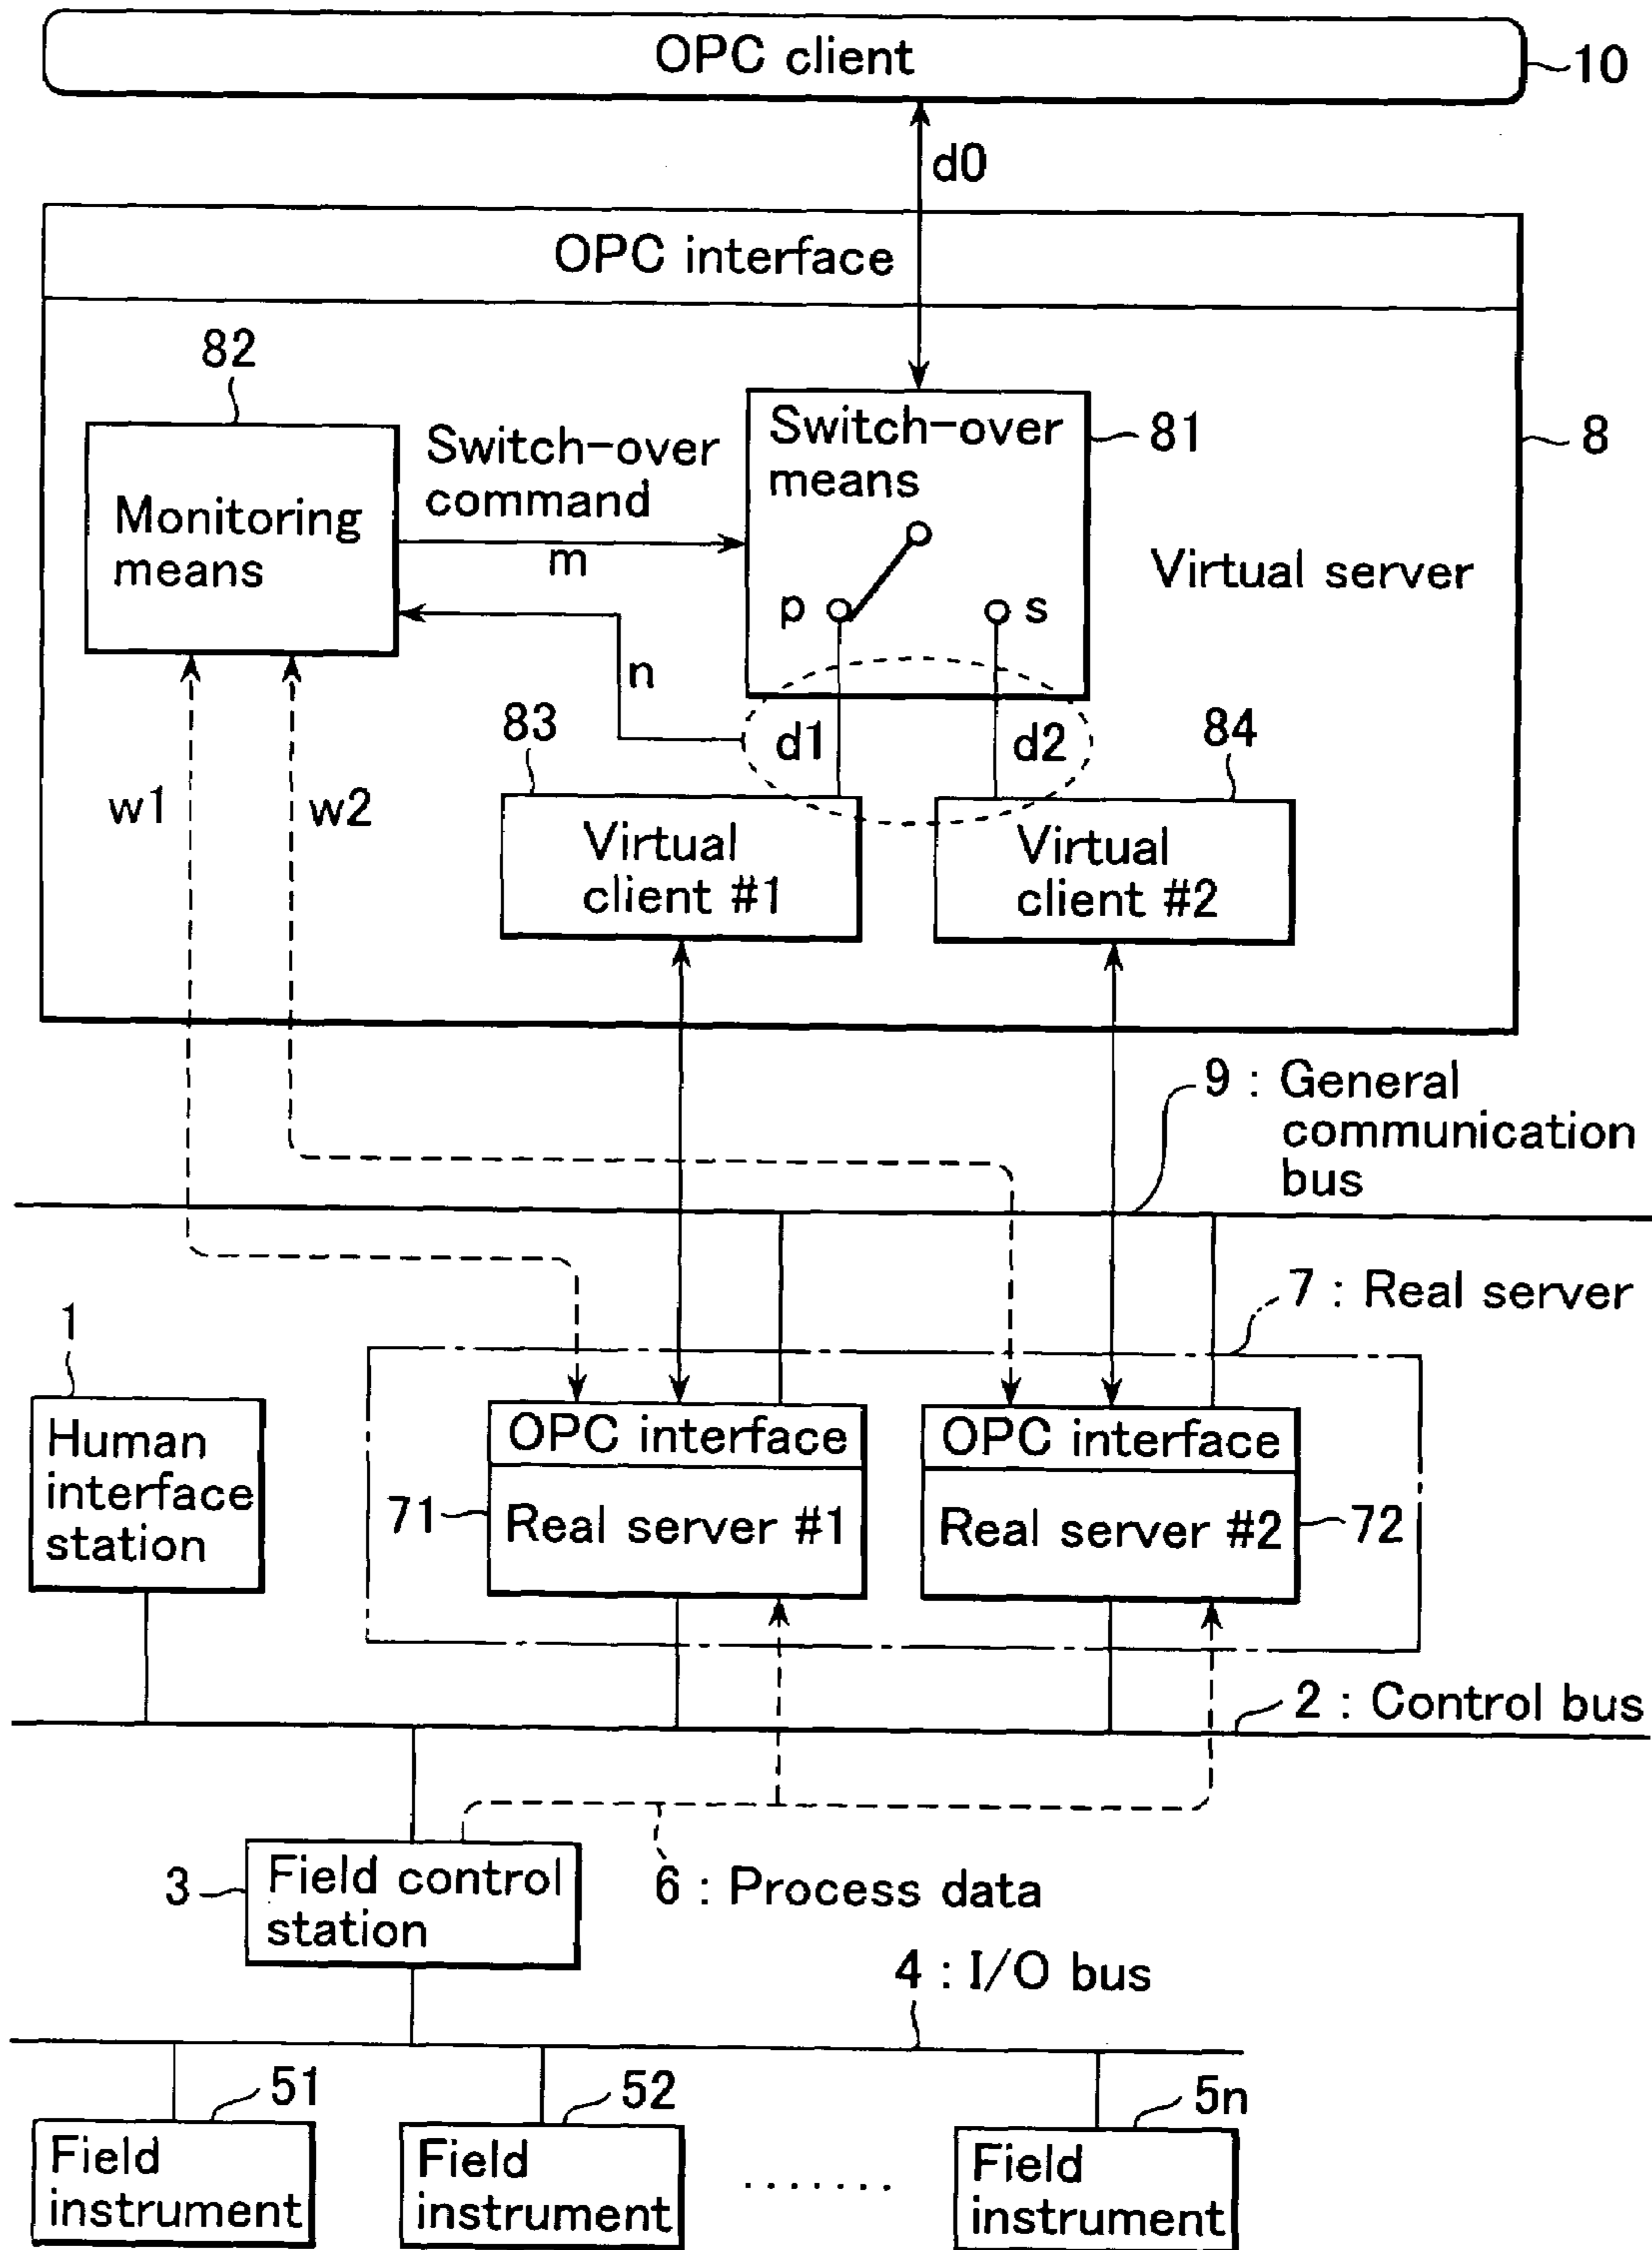 OPC client
10
d0
OPC interface
82
Switch-over
command
Switch-over
means
81
8
Monitoring
means
m
Virtual server
p
s
n
83
d1
d2
84
w1
w2
Virtual
client #1
Virtual
client #2
9 : General
communication
bus
7 : Real server
1
Human
interface
station
OPC interface
OPC interface
71
Real server #1
Real server #2
72
2 : Control bus
3
Field control
station
6 : Process data
4 : I/O bus
51
52
5n
Field
instrument
Field
instrument
.......
Field
instrument